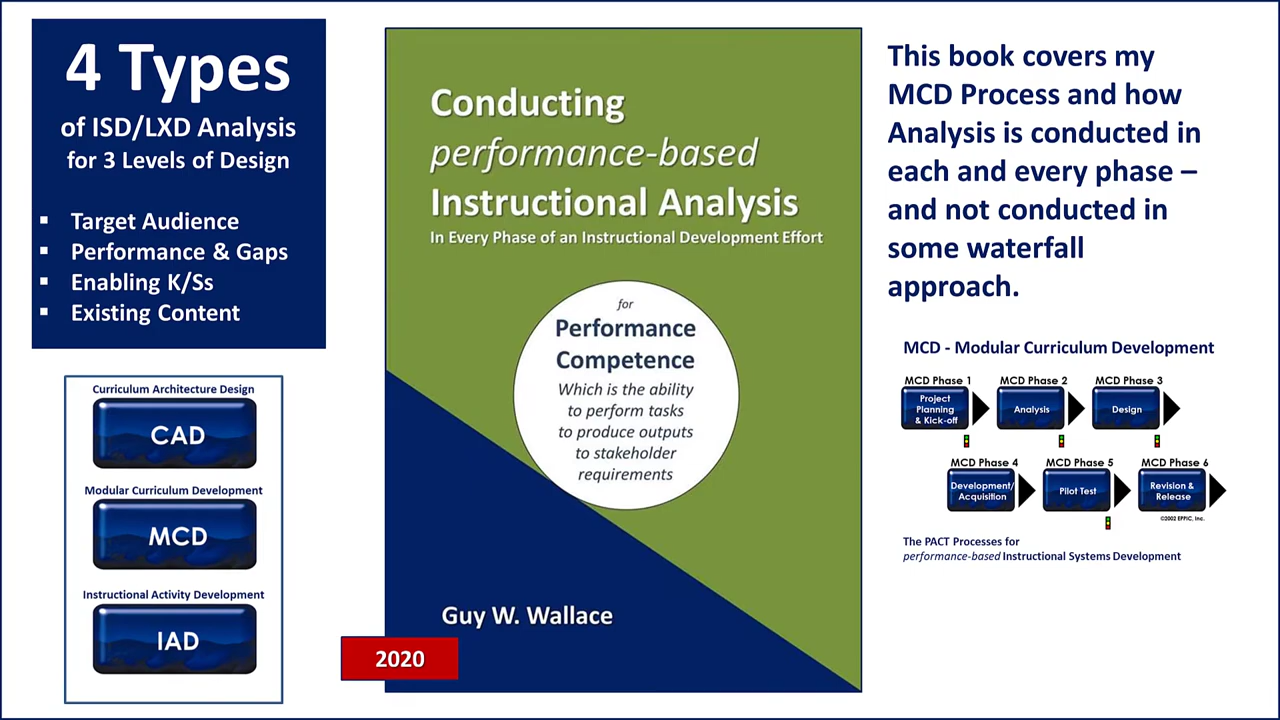 4 Types
of ISD/LXD Analysis
for 3 Levels of Design
▪ Target Audience
▪ Performance & Gaps
▪ Enabling K/Ss
▪ Existing Content
Curriculum Architecture Design
CAD
Modular Curriculum Development
MCD
Instructional Activity Development
IAD
Conducting
performance-based
Instructional Analysis
In Every Phase of an Instructional Development Effort
for
Performance
Competence
Which is the ability
to perform tasks
to produce outputs
to stakeholder
requirements
Guy W. Wallace
2020
This book covers my
MCD Process and how
Analysis is conducted in
each and every phase –
and not conducted in
some waterfall
approach.
MCD - Modular Curriculum Development
MCD Phase 1
Project
Planning
& Kick-off
MCD Phase 2
Analysis
MCD Phase 3
Design
MCD Phase 4
Development/
Acquisition
MCD Phase 5
Pilot Test
MCD Phase 6
Revision &
Release
©2002 EPPIC, Inc.
The PACT Processes for
performance-based Instructional Systems Development